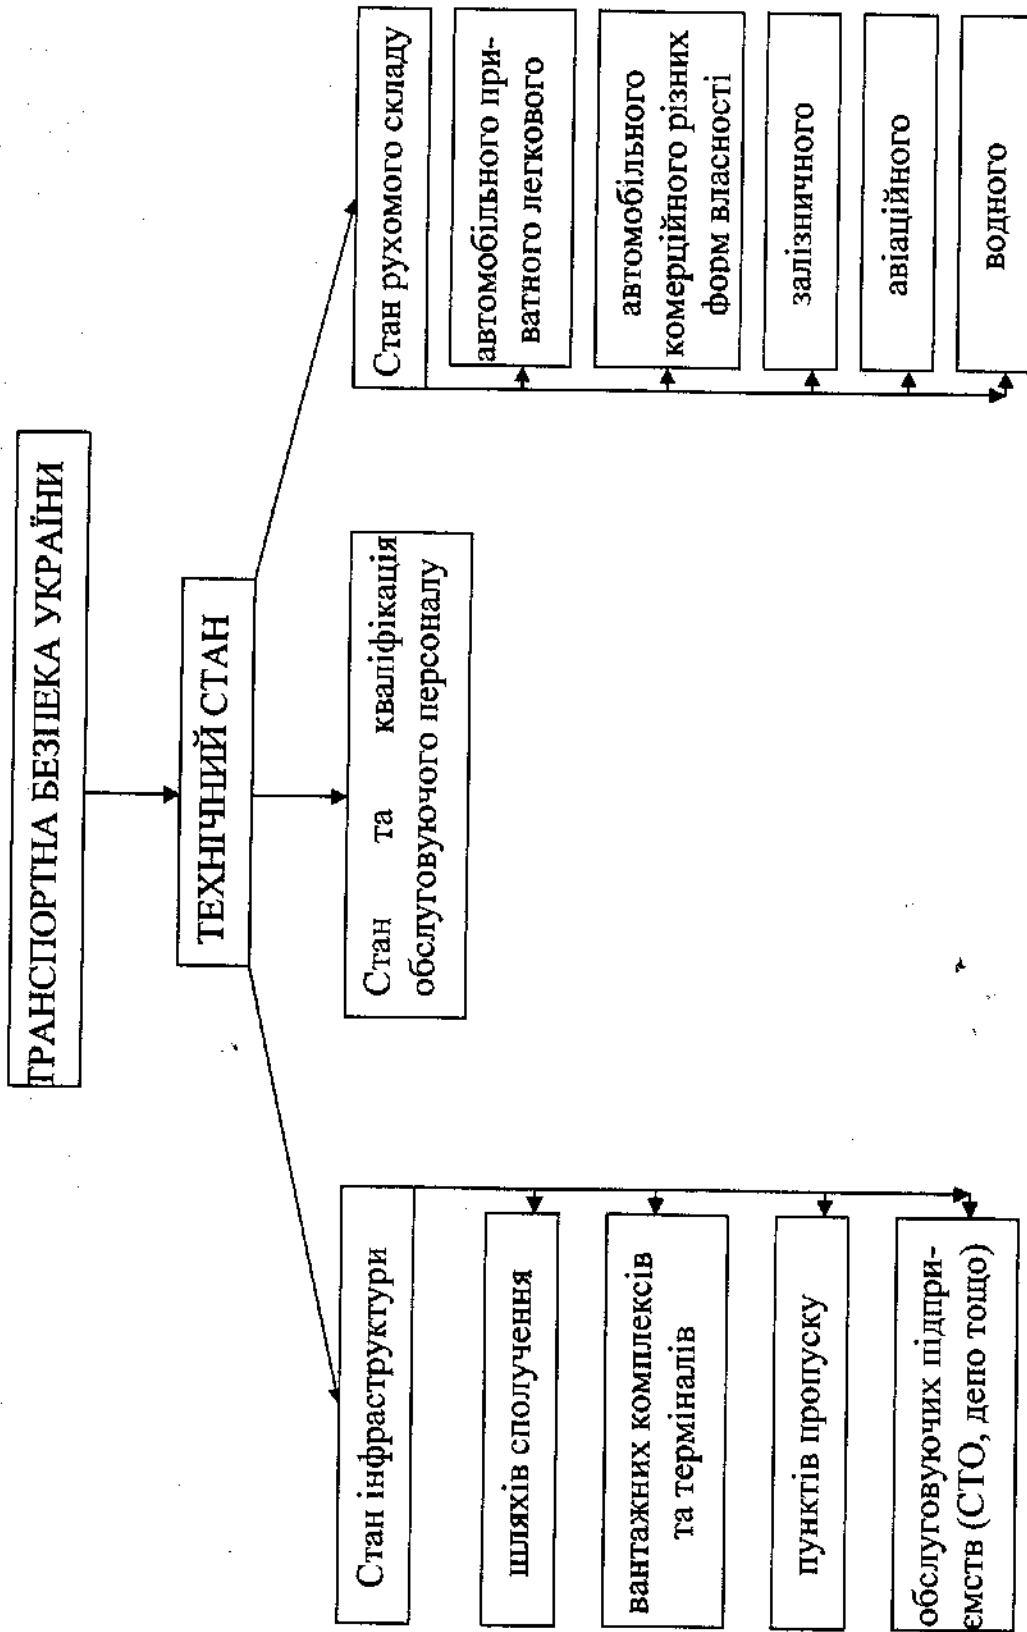 ТРАНСПОРТНА БЕЗПЕКА УКРАЇНИ
ТЕХНІЧНИЙ СТАН
Стан інфраструктури
шляхів сполучення
вантажних комплексів
та терміналів
пунктів пропуску
обслуговуючих підпри-
ємств (СТО, депо тощо)
Стан та кваліфікація
обслуговуючого персоналу
Стан рухомого складу
автомобільного при-
ватного легкового
автомобільного
комерційного різних
форм власності
залізничного
авіаційного
водного